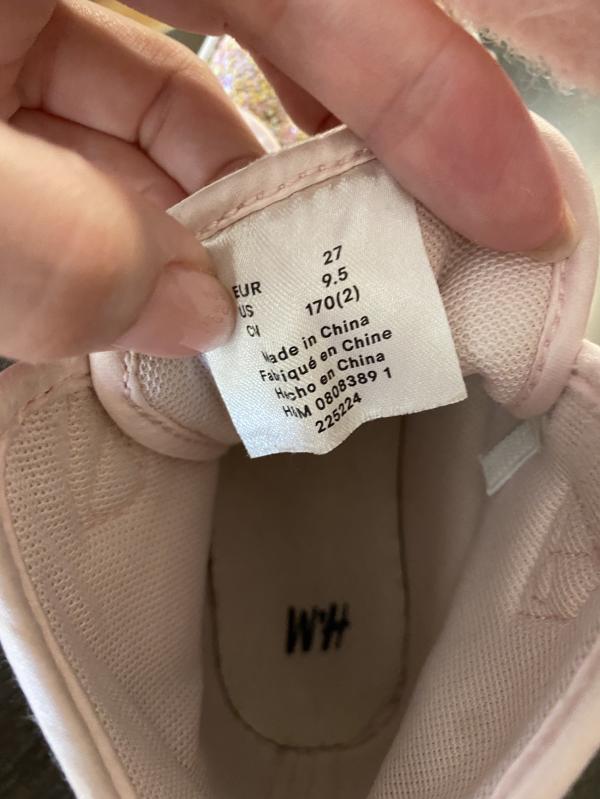 EUR 27
US 9.5
CN 170(2)
Made in China
Fabriqué en Chine
Hecho en China
H&M 0808389 1
225224
H&M